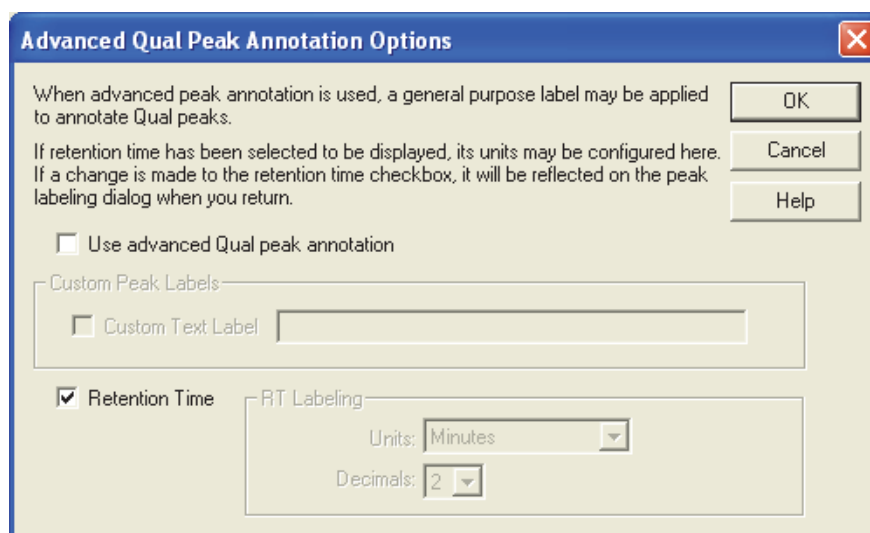 Advanced Qual Peak Annotation Options
When advanced peak annotation is used, a general purpose label may be applied
to annotate Qual peaks.
If retention time has been selected to be displayed, its units may be configured here.
If a change is made to the retention time checkbox, it will be reflected on the peak
labeling dialog when you return.
OK
Cancel
Help
Use advanced Qual peak annotation
Custom Peak Labels
Custom Text Label
Retention Time
RT Labeling
Units: Minutes
Decimals: 2